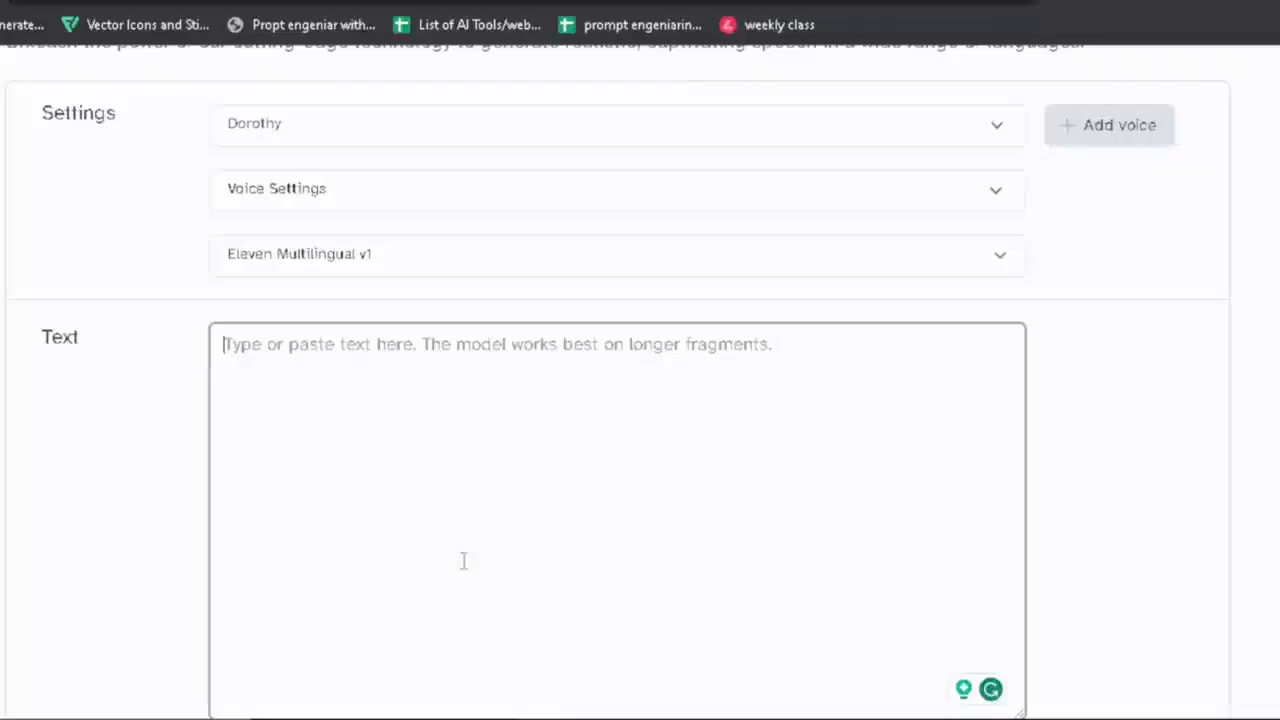 nerate... Vector Icons and Sti... Propt engeniar with... List of AI Tools/web... prompt engeniarin... weekly class
Settings
Dorothy
+ Add voice
Voice Settings
Eleven Multilingual v1
Text
Type or paste text here. The model works best on longer fragments.